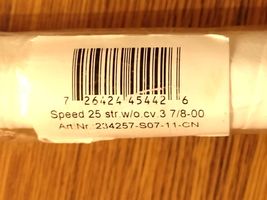 7 26424 45442 6
Speed 25 str.w/o.cv.3 7/8-00
Art.Nr.:234257-S07-11-CN